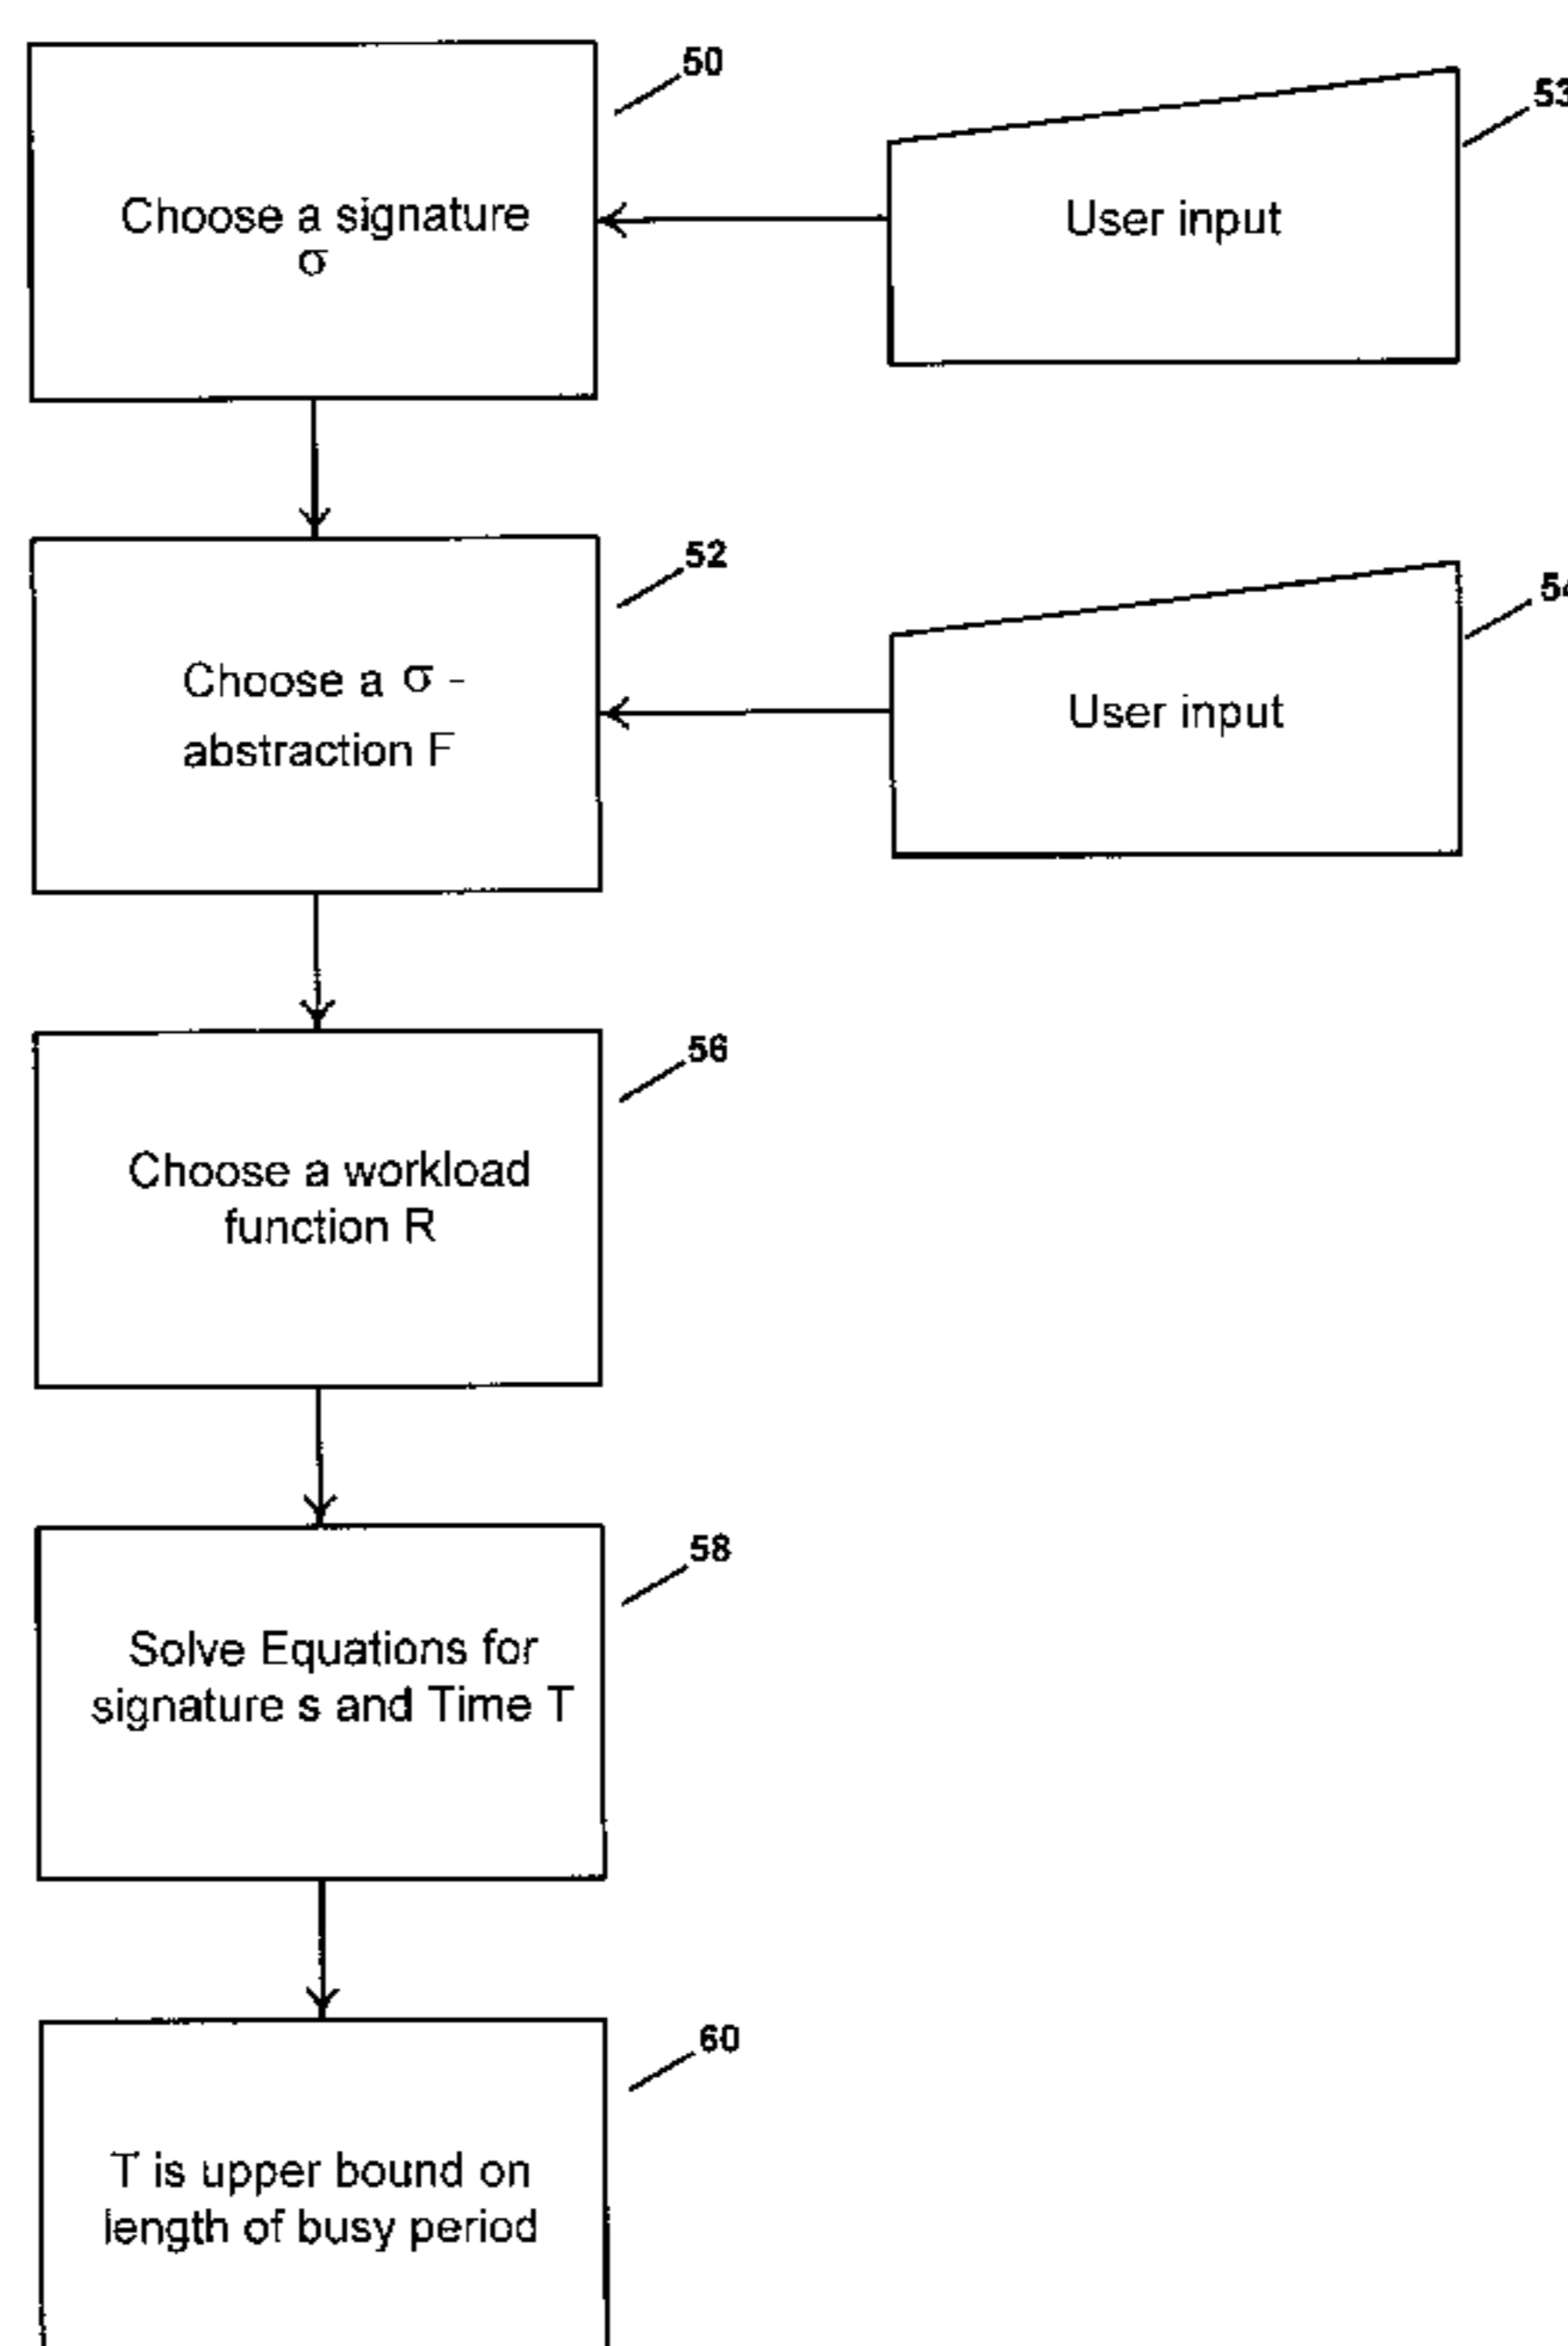 50
53
Choose a signature
σ
User input
52
54
Choose a σ -
abstraction F
User input
56
Choose a workload
function R
58
Solve Equations for
signature s and Time T
60
T is upper bound on
length of busy period